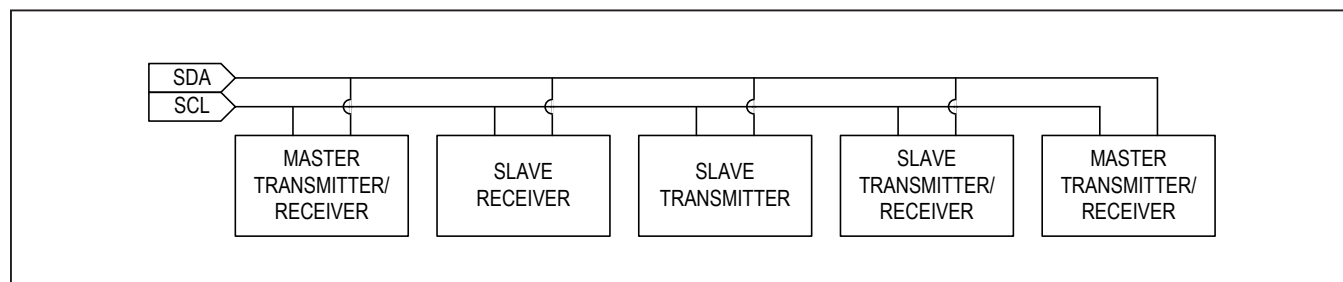 SDA
SCL
MASTER
TRANSMITTER/
RECEIVER
SLAVE
RECEIVER
SLAVE
TRANSMITTER
SLAVE
TRANSMITTER/
RECEIVER
MASTER
TRANSMITTER/
RECEIVER